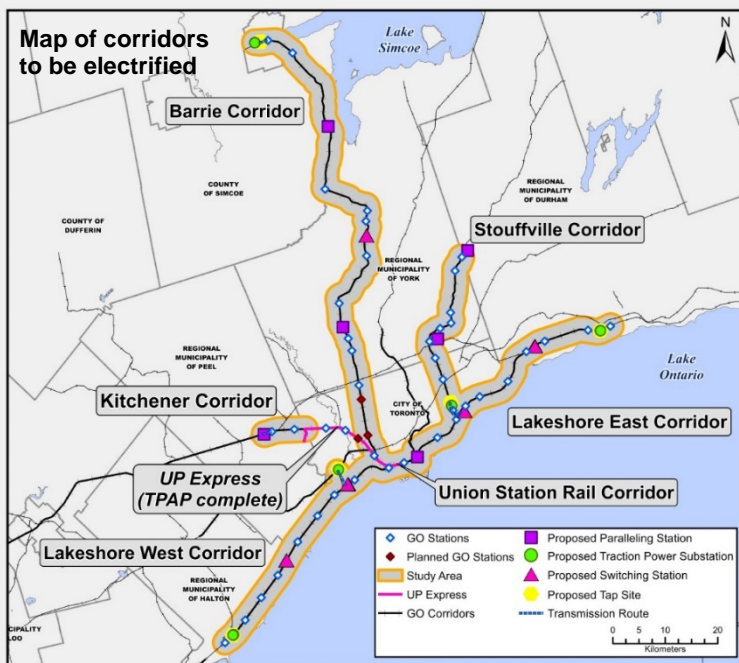 Map of corridors
to be electrified
Lake
Simcoe
N
Barrie Corridor
COUNTY
OF SIMCOE
REGIONAL
MUNICIPALITY
OF DURHAM
COUNTY OF
DUFFERIN
Stouffville Corridor
REGIONAL
MUNICIPALITY
OF YORK
REGIONAL
MUNICIPALITY
OF PEEL
Lake
Ontario
Kitchener Corridor
CITY OF
TORONTO
Lakeshore East Corridor
UP Express
(TPAP complete)
Union Station Rail Corridor
Lakeshore West Corridor
REGIONAL
MUNICIPALITY
OF HALTON
ICIPALITY
LOO
GO Stations
Planned GO Stations
Study Area
UP Express
GO Corridors
Proposed Paralleling Station
Proposed Traction Power Substation
Proposed Switching Station
Proposed Tap Site
Transmission Route
0 5 10 20
Kilometers